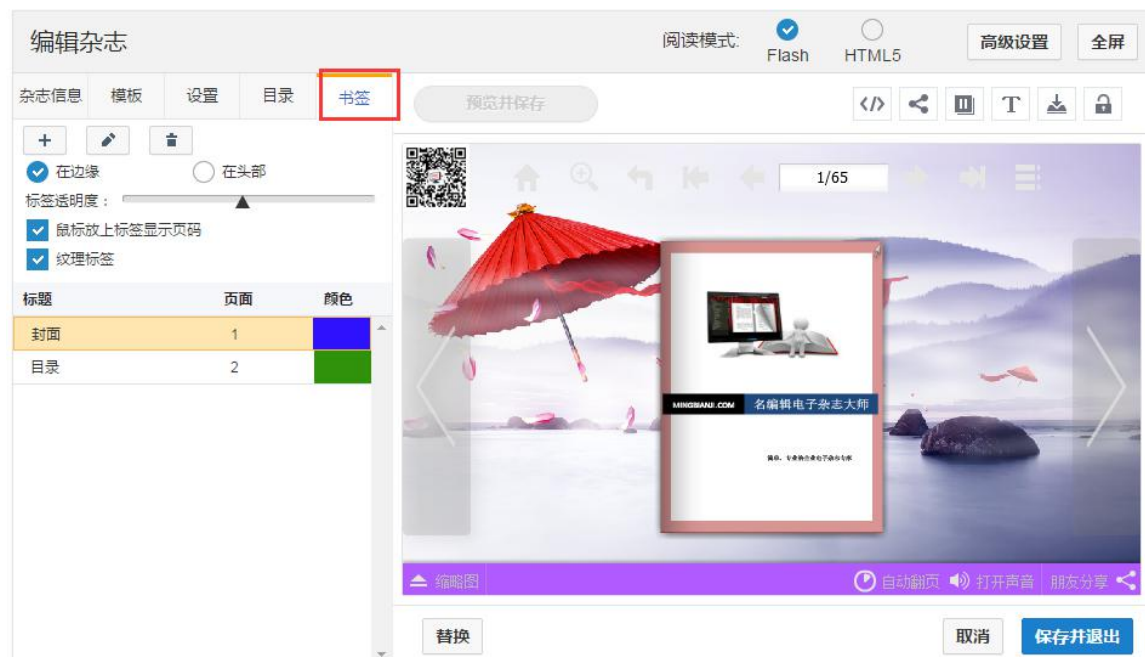 编辑杂志
阅读模式:
Flash
HTML5
高级设置
全屏
杂志信息
模板
设置
目录
书签
预览并保存
</>
T
+
在边缘
在头部
标签透明度：
鼠标放上标签显示页码
纹理标签
标题 页面 颜色
封面 1
目录 2
1/65
MINGBIANJI.COM 名编辑电子杂志大师
缩略图
自动翻页
打开声音
朋友分享
替换
取消
保存并退出